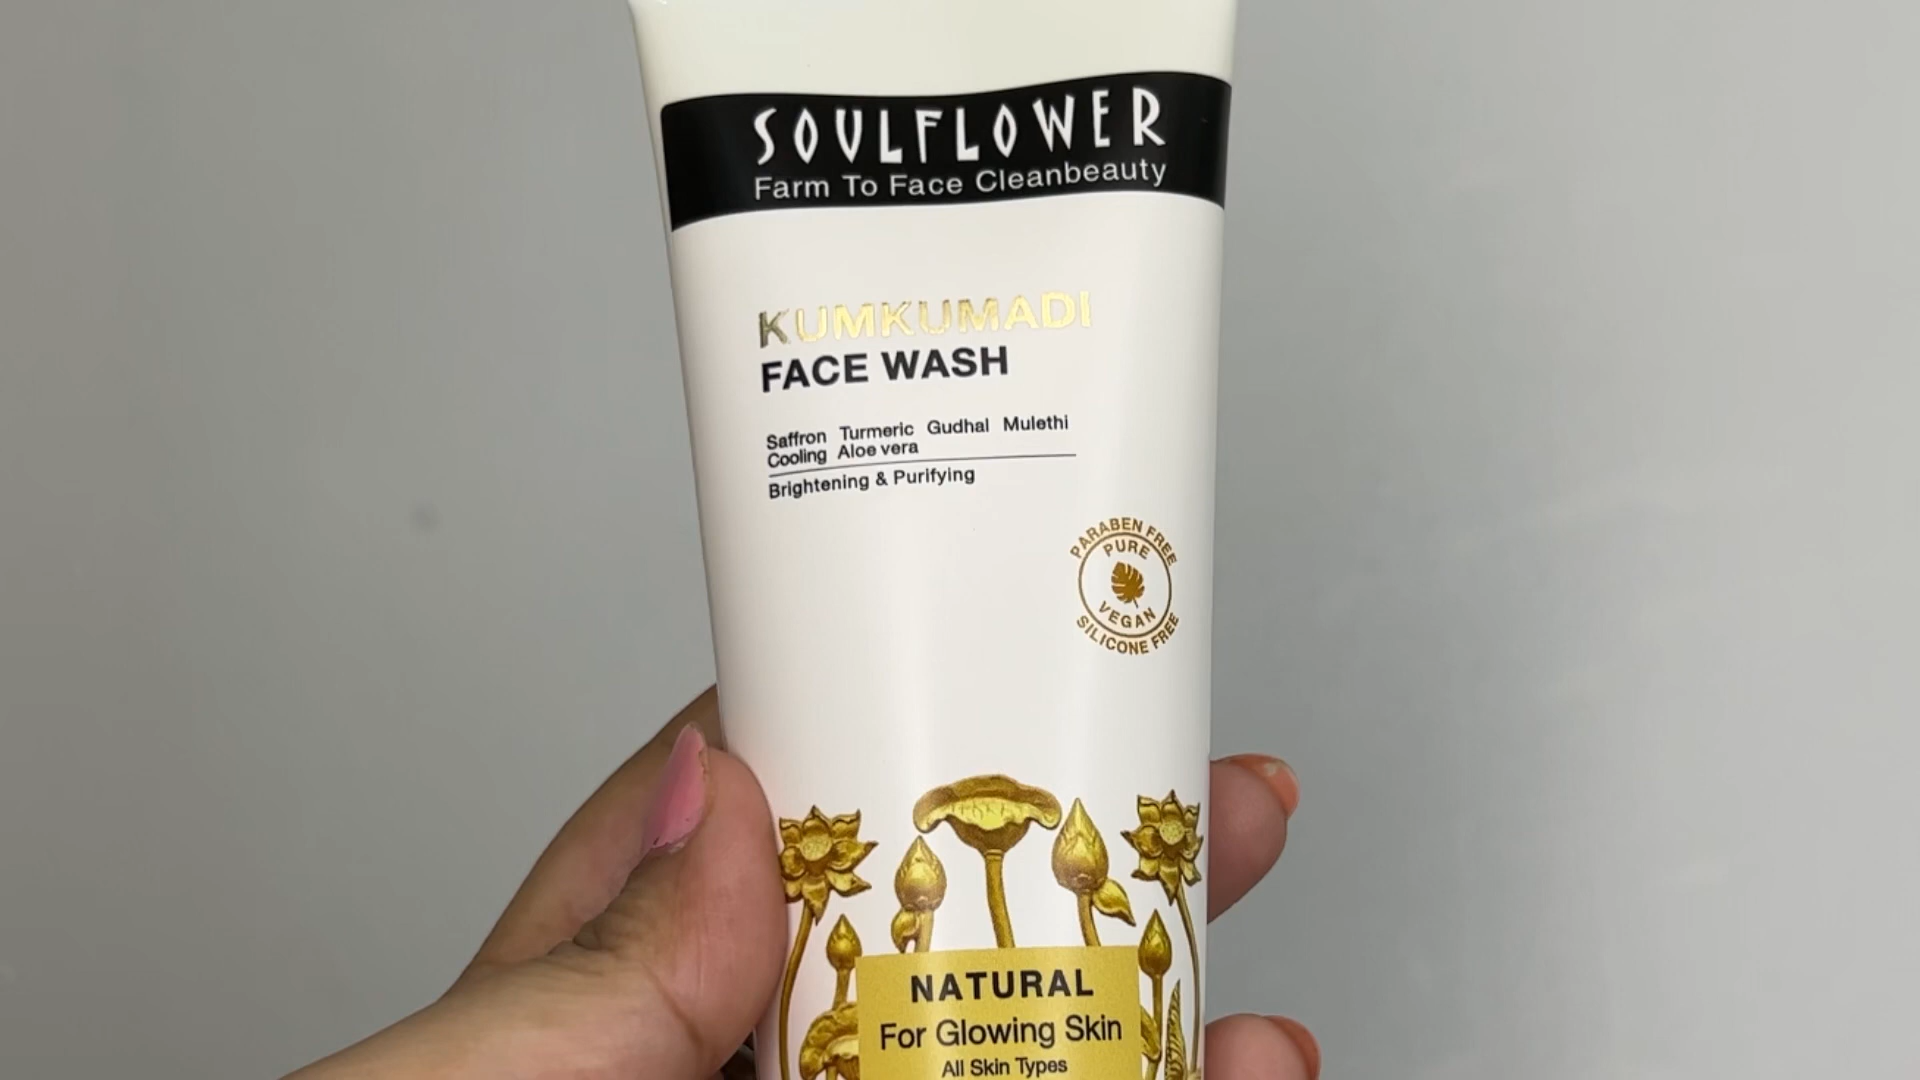 SOULFLOWER
Farm To Face Cleanbeauty
KUMKUMADI
FACE WASH
Saffron Turmeric Gudhal Mulethi
Cooling Aloe vera
Brightening & Purifying
PARABEN FREE
PURE
VEGAN
SILICONE FREE
NATURAL
For Glowing Skin
All Skin Types